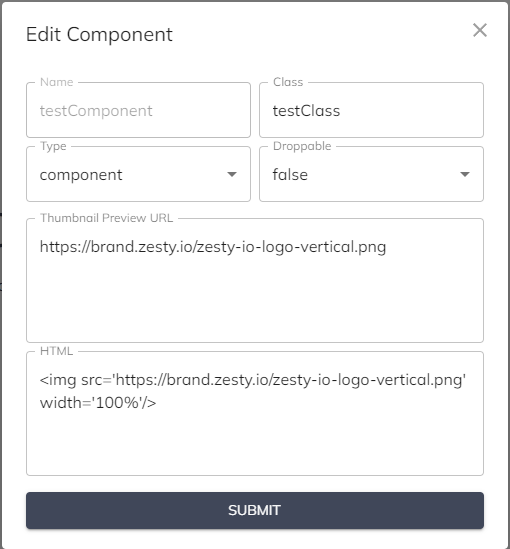 Edit Component
Name
testComponent
Class
testClass
Type
component
Droppable
false
Thumbnail Preview URL
https://brand.zesty.io/zesty-io-logo-vertical.png
HTML
<img src='https://brand.zesty.io/zesty-io-logo-vertical.png'
width='100%'/>
SUBMIT